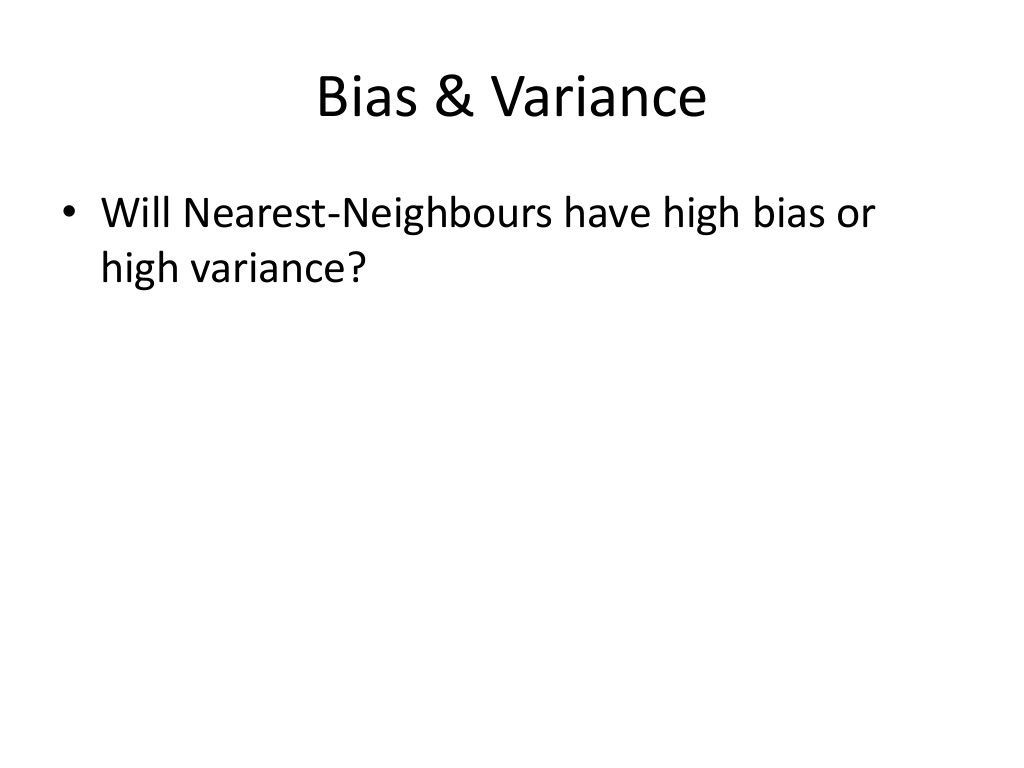 Bias & Variance
• Will Nearest-Neighbours have high bias or
high variance?